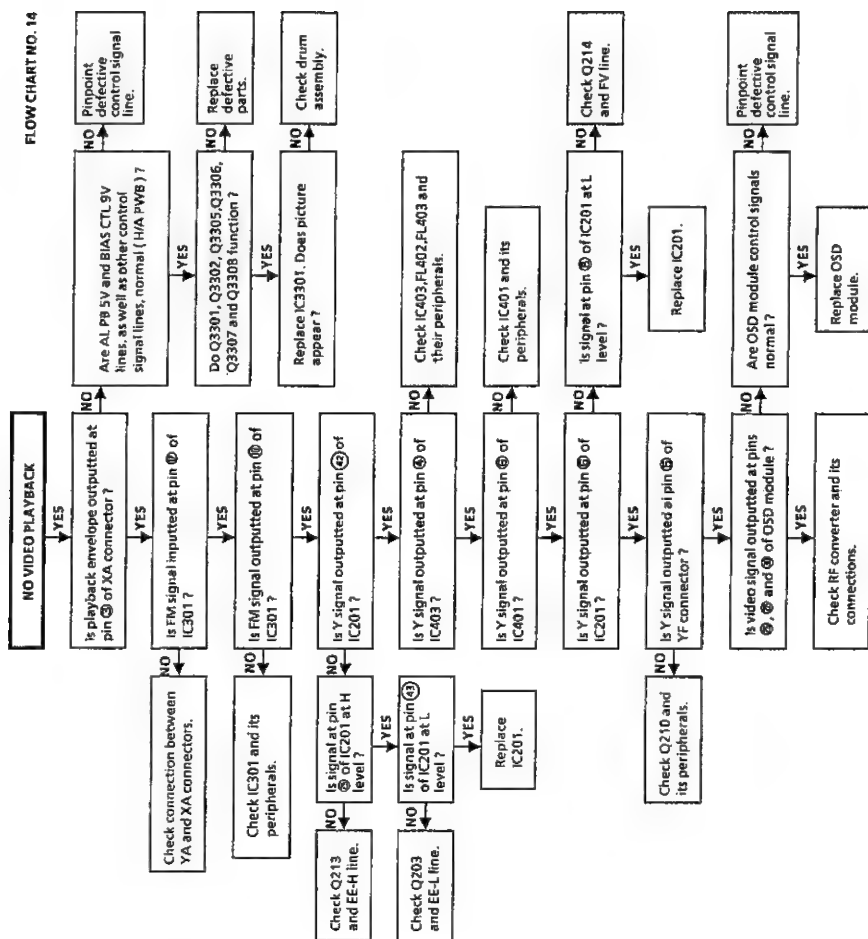 FLOW CHART NO. 14
NO VIDEO PLAYBACK
YES
Is playback envelope outputted at
pin of XA connector ?
NO
Are AL PB 5V and BIAS CTL 9V
lines, as well as other control
signal lines, normal ( H/A PWB ) ?
NO
Pinpoint
defective
control signal
line.
YES
Do Q3301, Q3302, Q3305,Q3306,
Q3307 and Q3308 function ?
NO
Replace
defective
parts.
YES
Replace IC3301. Does picture
appear ?
NO
Check drum
assembly.
YES
Is FM signal inputted at pin of
IC301 ?
NO
Check connection between
YA and XA connectors.
YES
Is FM signal outputted at pin of
IC301 ?
NO
Check IC301 and its
peripherals.
YES
Is Y signal outputted at pin ㊷ of
IC201 ?
NO
Is signal at pin
of IC201 at H
level ?
NO
Check Q213
and EE-H line.
YES
Is signal at pin ㊸
of IC201 at L
level ?
NO
Check Q203
and EE-L line.
YES
Replace
IC201.
YES
Is Y signal outputted at pin of
IC403 ?
NO
Check IC403,FL402,FL403 and
their peripherals.
YES
Is Y signal outputted at pin of
IC401 ?
NO
Check IC401 and its
peripherals.
YES
Is Y signal outputted at pin of
IC201 ?
NO
Is signal at pin of IC201 at L
level ?
NO
Check Q214
and FV line.
YES
Replace IC201.
YES
Is Y signal outputted at pin of
YF connector ?
NO
Check Q210 and
its peripherals.
YES
Is video signal outputted at pins
, and of OSD module ?
NO
Are OSD module control signals
normal ?
NO
Pinpoint
defective
control signal
line.
YES
Replace OSD
module.
YES
Check RF converter and its
connections.